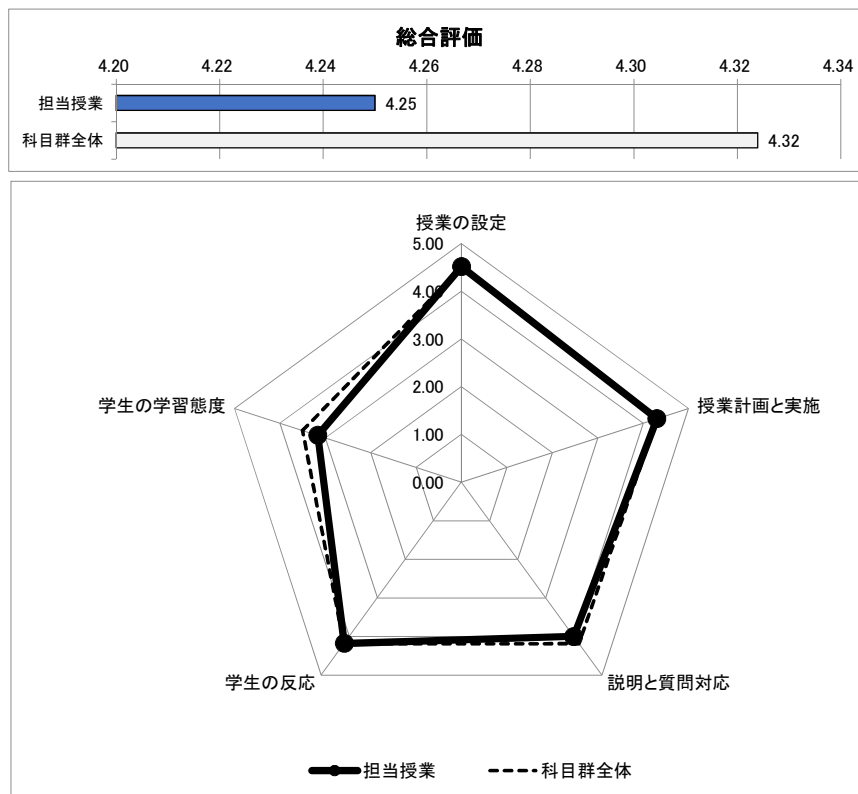 総合評価
4.20 4.22 4.24 4.26 4.28 4.30 4.32 4.34
担当授業 4.25
科目群全体 4.32
授業の設定
5.00
4.00
3.00
2.00
1.00
0.00
学生の学習態度
授業計画と実施
学生の反応
説明と質問対応
担当授業 科目群全体